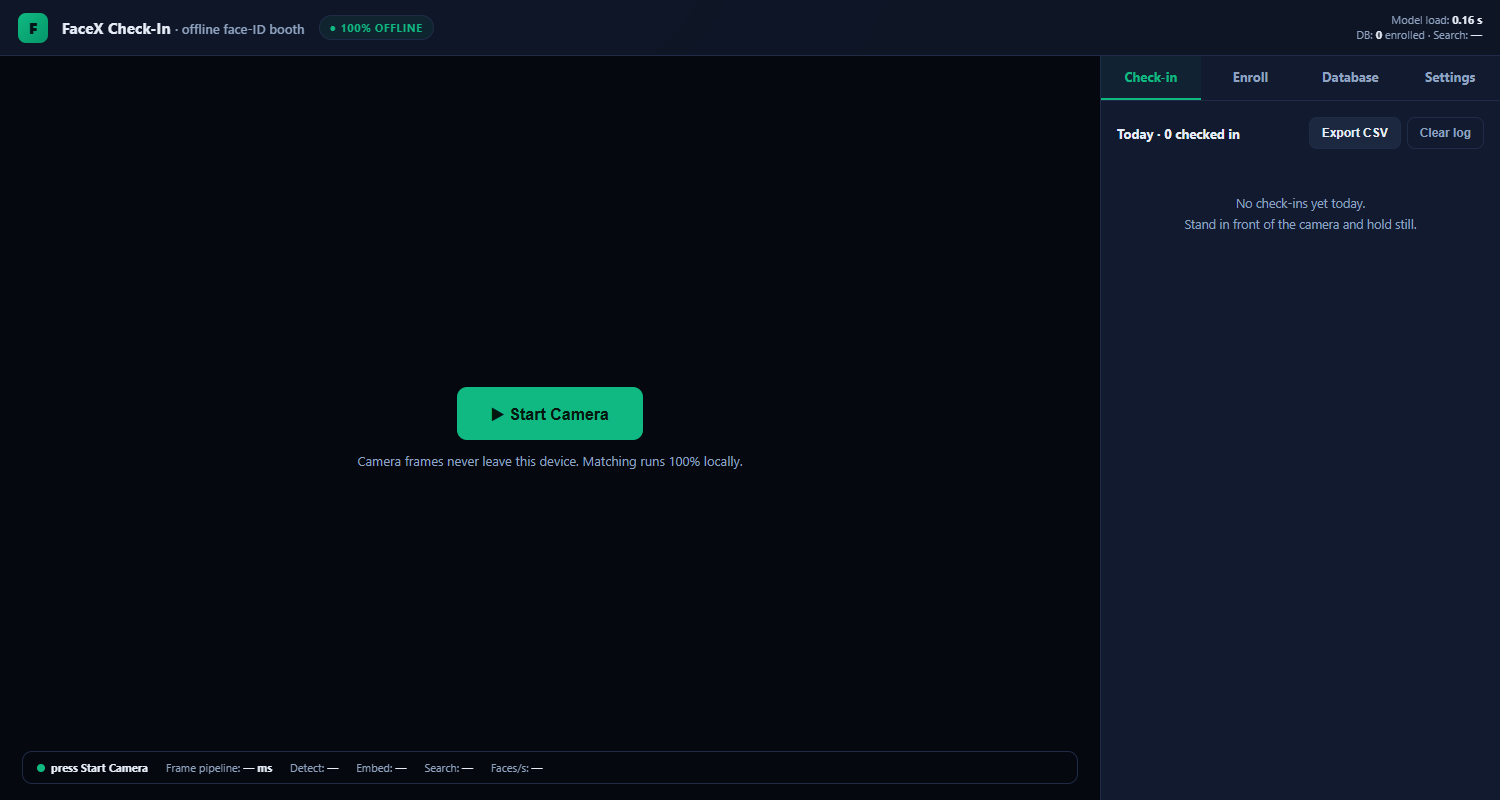 F
FaceX Check-In · offline face-ID booth
● 100% OFFLINE
Model load: 0.16 s
DB: 0 enrolled · Search: —
Check-in
Enroll
Database
Settings
Today · 0 checked in
Export CSV
Clear log
No check-ins yet today.
Stand in front of the camera and hold still.
▶ Start Camera
Camera frames never leave this device. Matching runs 100% locally.
press Start Camera Frame pipeline: — ms Detect: — Embed: — Search: — Faces/s: —